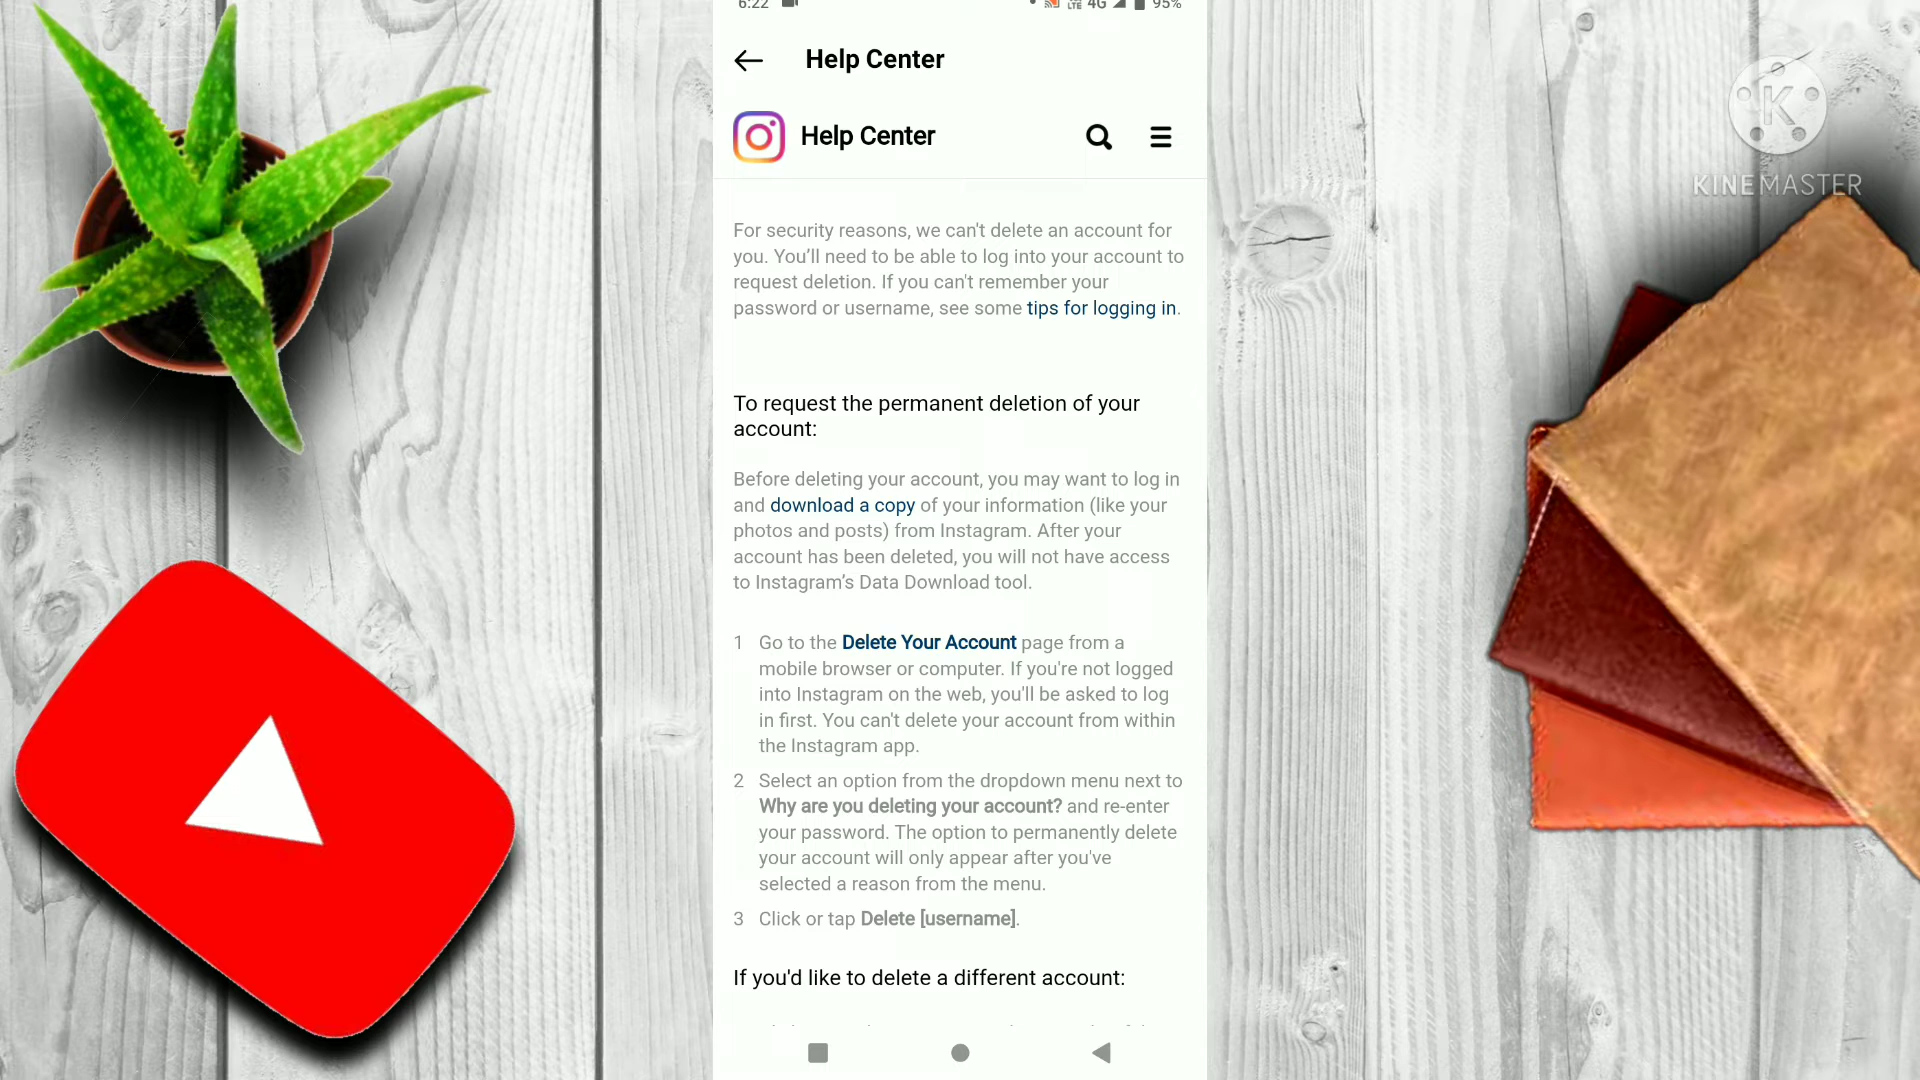 6:22 LTE 4G 95%
Help Center
Help Center
KINEMASTER
For security reasons, we can't delete an account for
you. You’ll need to be able to log into your account to
request deletion. If you can't remember your
password or username, see some tips for logging in.
To request the permanent deletion of your
account:
Before deleting your account, you may want to log in
and download a copy of your information (like your
photos and posts) from Instagram. After your
account has been deleted, you will not have access
to Instagram’s Data Download tool.
1 Go to the Delete Your Account page from a
mobile browser or computer. If you're not logged
into Instagram on the web, you'll be asked to log
in first. You can't delete your account from within
the Instagram app.
2 Select an option from the dropdown menu next to
Why are you deleting your account? and re-enter
your password. The option to permanently delete
your account will only appear after you've
selected a reason from the menu.
3 Click or tap Delete [username].
If you'd like to delete a different account: